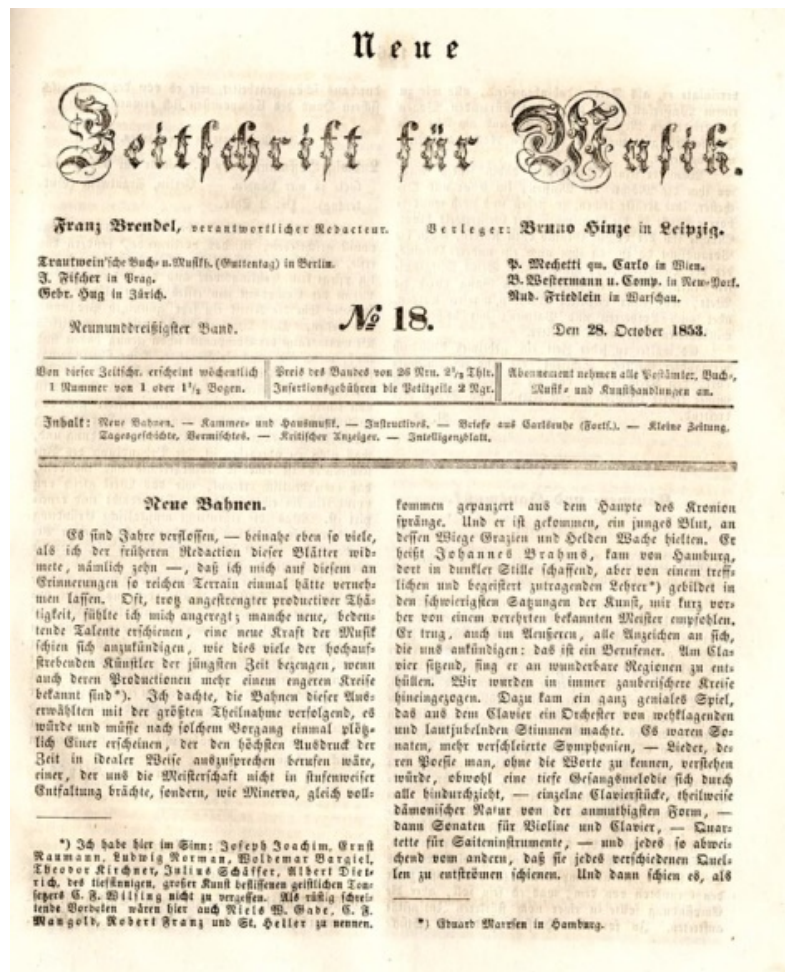 Neue
Zeitschrift für Musik.
Franz Brendel, verantwortlicher Redacteur.
Verleger: Bruno Hinze in Leipzig.
Trautwein'sche Buch- u. Musikh. (Guttentag) in Berlin.
J. Fischer in Prag.
Gebr. Hug in Zürich.
P. Mechetti qm. Carlo in Wien.
B. Westermann u. Comp. in New-York.
Rud. Friedlein in Warschau.
Neununddreißigster Band.
№ 18.
Den 28. October 1853.
Von dieser Zeitschr. erscheint wöchentlich
1 Nummer von 1 oder 1½ Bogen.
Preis des Bandes von 26 Nrn. 2⅓ Thlr.
Insertionsgebühren die Petitzeile 2 Ngr.
Abonnement nehmen alle Postämter, Buch-,
Musik- und Kunsthandlungen an.
Inhalt: Neue Bahnen. — Kammer- und Hausmusik. — Instructives. — Briefe aus Carlsruhe (Forts.). — Kleine Zeitung.
Tagesgeschichte, Vermischtes. — Kritischer Anzeiger. — Intelligenzblatt.
Neue Bahnen.
Es sind Jahre verflossen, — beinahe eben so viele,
als ich der früheren Redaction dieser Blätter wid-
mete, nämlich zehn —, daß ich mich auf diesem an
Erinnerungen so reichen Terrain einmal hätte verneh-
men lassen. Oft, trotz angestrengter productiver Thä-
tigkeit, fühlte ich mich angeregt; manche neue, bedeu-
tende Talente erschienen, eine neue Kraft der Musik
schien sich anzukündigen, wie dies viele der hochauf-
strebenden Künstler der jüngsten Zeit bezeugen, wenn
auch deren Productionen mehr einem engeren Kreise
bekannt sind*). Ich dachte, die Bahnen dieser Aus-
erwählten mit der größten Theilnahme verfolgend, es
würde und müsse nach solchem Vorgang einmal plötz-
lich Einer erscheinen, der den höchsten Ausdruck der
Zeit in idealer Weise auszusprechen berufen wäre,
einer, der uns die Meisterschaft nicht in stufenweiser
Entfaltung brächte, sondern, wie Minerva, gleich voll-
*) Ich habe hier im Sinn: Joseph Joachim, Ernst
Naumann, Ludwig Norman, Woldemar Bargiel,
Theodor Kirchner, Julius Schäffer, Albert Diet-
rich, des tiefsinnigen, großer Kunst beflissenen geistlichen Ton-
setzers C. F. Wilsing nicht zu vergessen. Als rüstig schrei-
tende Vorboten wären hier auch Niels W. Gade, C. F.
Mangold, Robert Franz und St. Heller zu nennen.
kommen gepanzert aus dem Haupte des Kronion
spränge. Und er ist gekommen, ein junges Blut, an
dessen Wiege Grazien und Helden Wache hielten. Er
heißt Johannes Brahms, kam von Hamburg,
dort in dunkler Stille schaffend, aber von einem treff-
lichen und begeistert zutragenden Lehrer*) gebildet in
den schwierigsten Satzungen der Kunst, mir kurz vor-
her von einem verehrten bekannten Meister empfohlen.
Er trug, auch im Aeußeren, alle Anzeichen an sich,
die uns ankündigen: das ist ein Berufener. Am Cla-
vier sitzend, fing er an wunderbare Regionen zu ent-
hüllen. Wir wurden in immer zauberischere Kreise
hineingezogen. Dazu kam ein ganz geniales Spiel,
das aus dem Clavier ein Orchester von wehklagenden
und lautjubelnden Stimmen machte. Es waren So-
naten, mehr verschleierte Symphonien, — Lieder, de-
ren Poesie man, ohne die Worte zu kennen, verstehen
würde, obwohl eine tiefe Gesangsmelodie sich durch
alle hindurchzieht, — einzelne Clavierstücke, theilweise
dämonischer Natur von der anmuthigsten Form, —
dann Sonaten für Violine und Clavier, — Quar-
tette für Saiteninstrumente, — und jedes so abwei-
chend vom andern, daß sie jedes verschiedenen Quel-
len zu entströmen schienen. Und dann schien es, als
*) Eduard Marxsen in Hamburg.